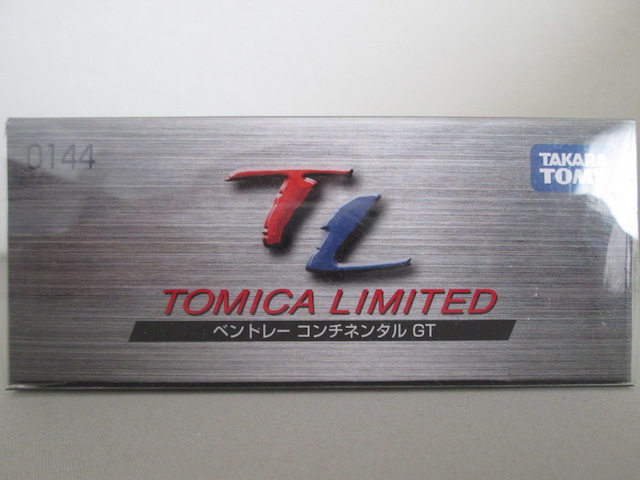 0144
TAKARA
TOMY
TL
TOMICA LIMITED
ベントレー コンチネンタル GT